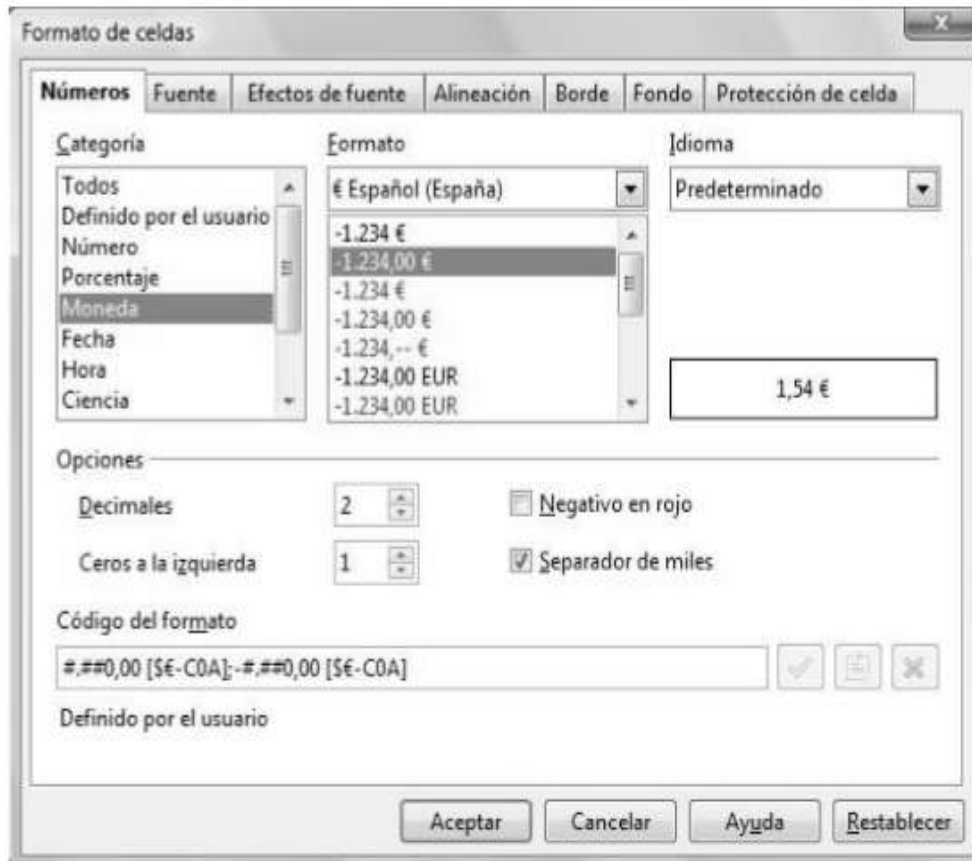 Formato de celdas
x
Números Fuente Efectos de fuente Alineación Borde Fondo Protección de celda
Categoría
Todos
Definido por el usuario
Número
Porcentaje
Moneda
Fecha
Hora
Ciencia
Formato
€ Español (España)
-1.234 €
-1.234,00 €
-1.234 €
-1.234,00 €
-1.234,-- €
-1.234,00 EUR
-1.234,00 EUR
Idioma
Predeterminado
1,54 €
Opciones
Decimales 2
Negativo en rojo
Ceros a la izquierda 1
Separador de miles
Código del formato
#.##0,00 [$€-C0A];-#.##0,00 [$€-C0A]
Definido por el usuario
Aceptar Cancelar Ayuda Restablecer